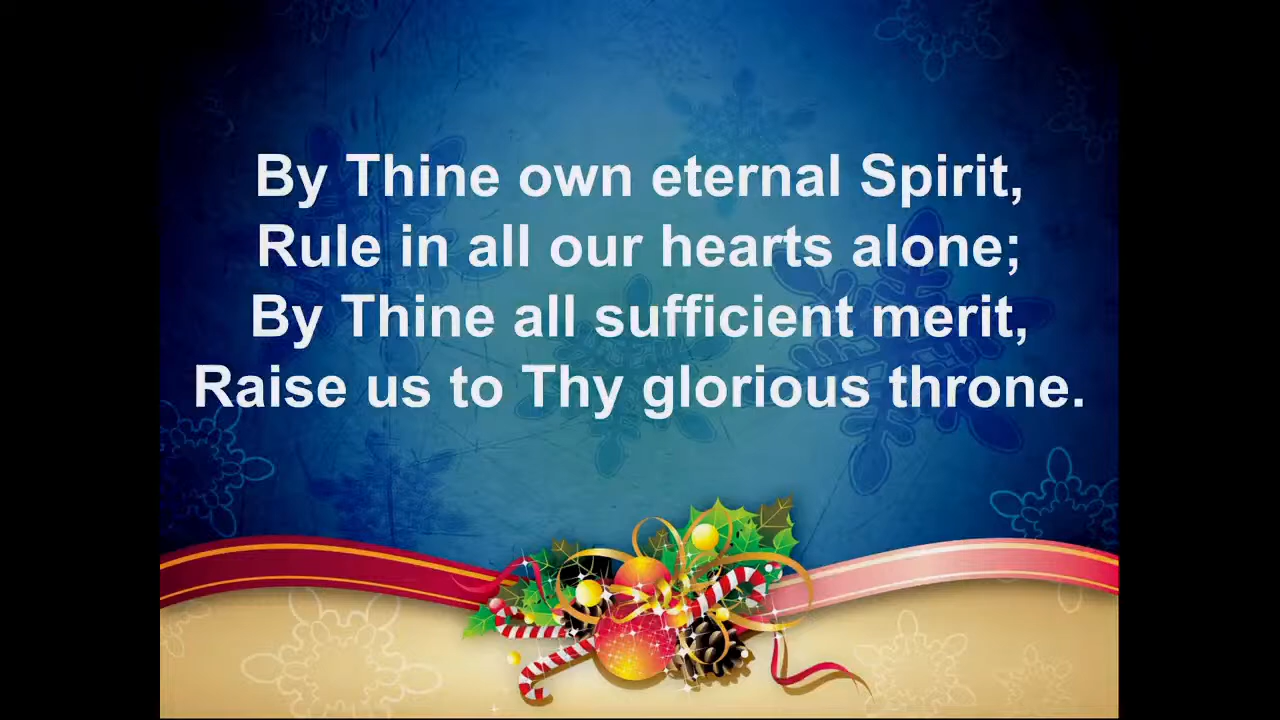 By Thine own eternal Spirit,
Rule in all our hearts alone;
By Thine all sufficient merit,
Raise us to Thy glorious throne.